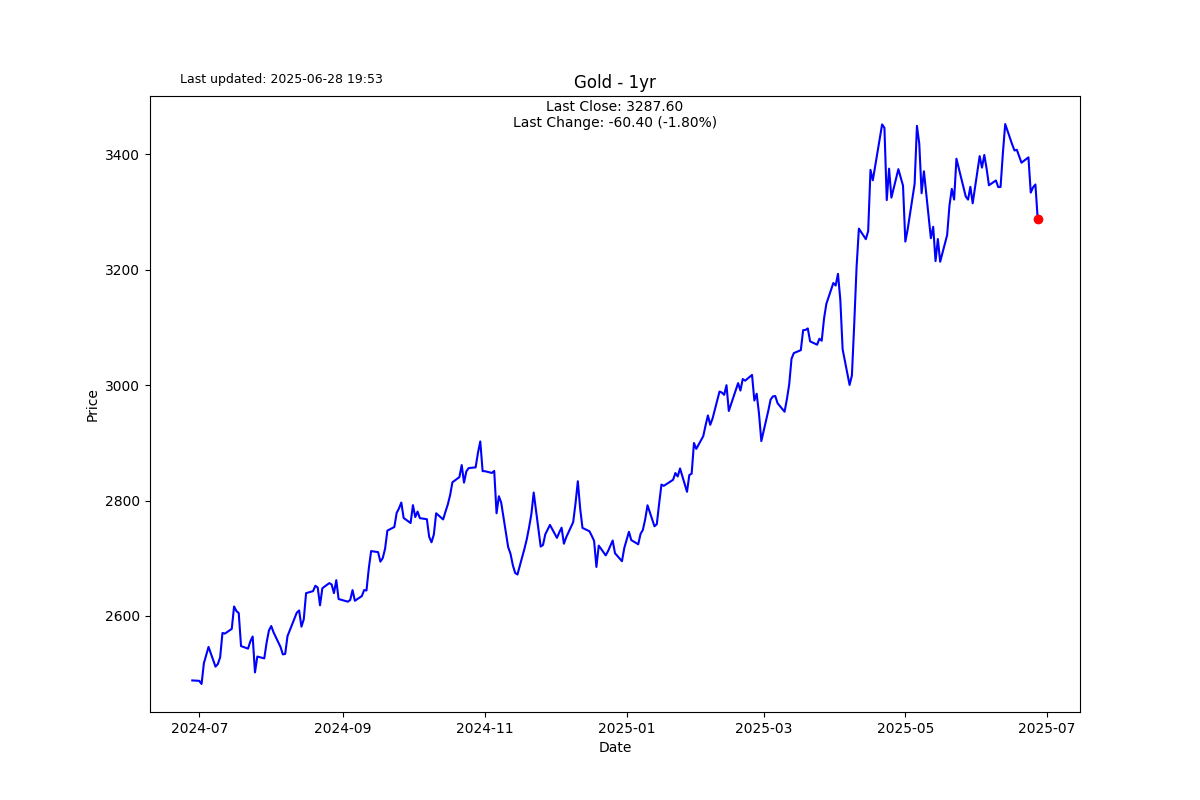 Last updated: 2025-06-28 19:53
Gold - 1yr
Last Close: 3287.60
Last Change: -60.40 (-1.80%)
3400
3200
3000
2800
2600
Price
2024-07
2024-09
2024-11
2025-01
2025-03
2025-05
2025-07
Date